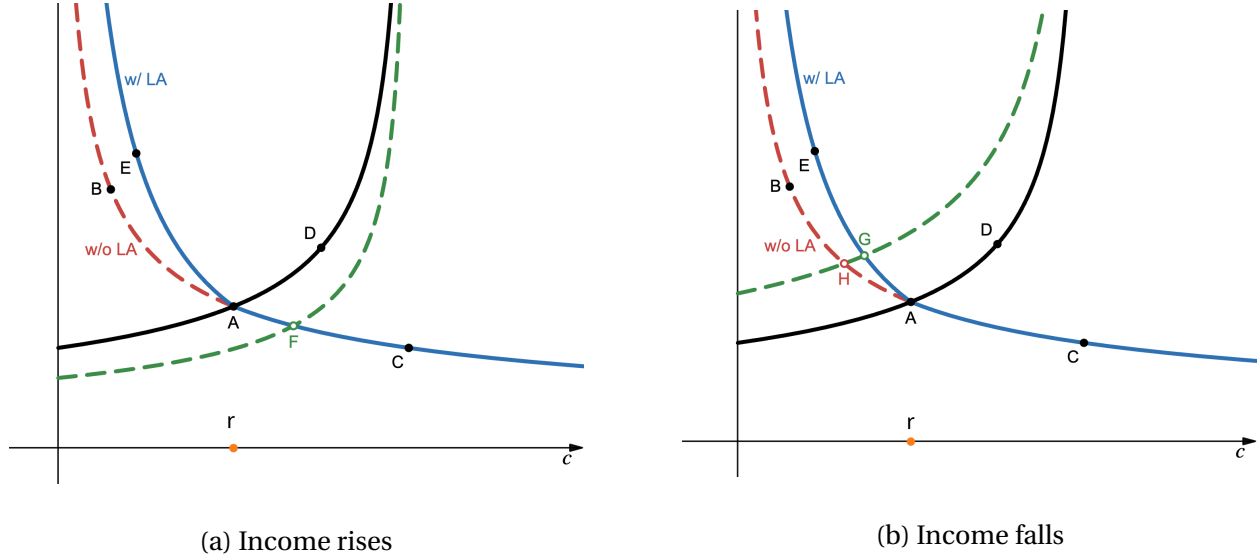 w/ LA
E
B
w/o LA
D
A
F
C
r
c
(a) Income rises
w/ LA
E
B
w/o LA
G
D
H
A
C
r
c
(b) Income falls